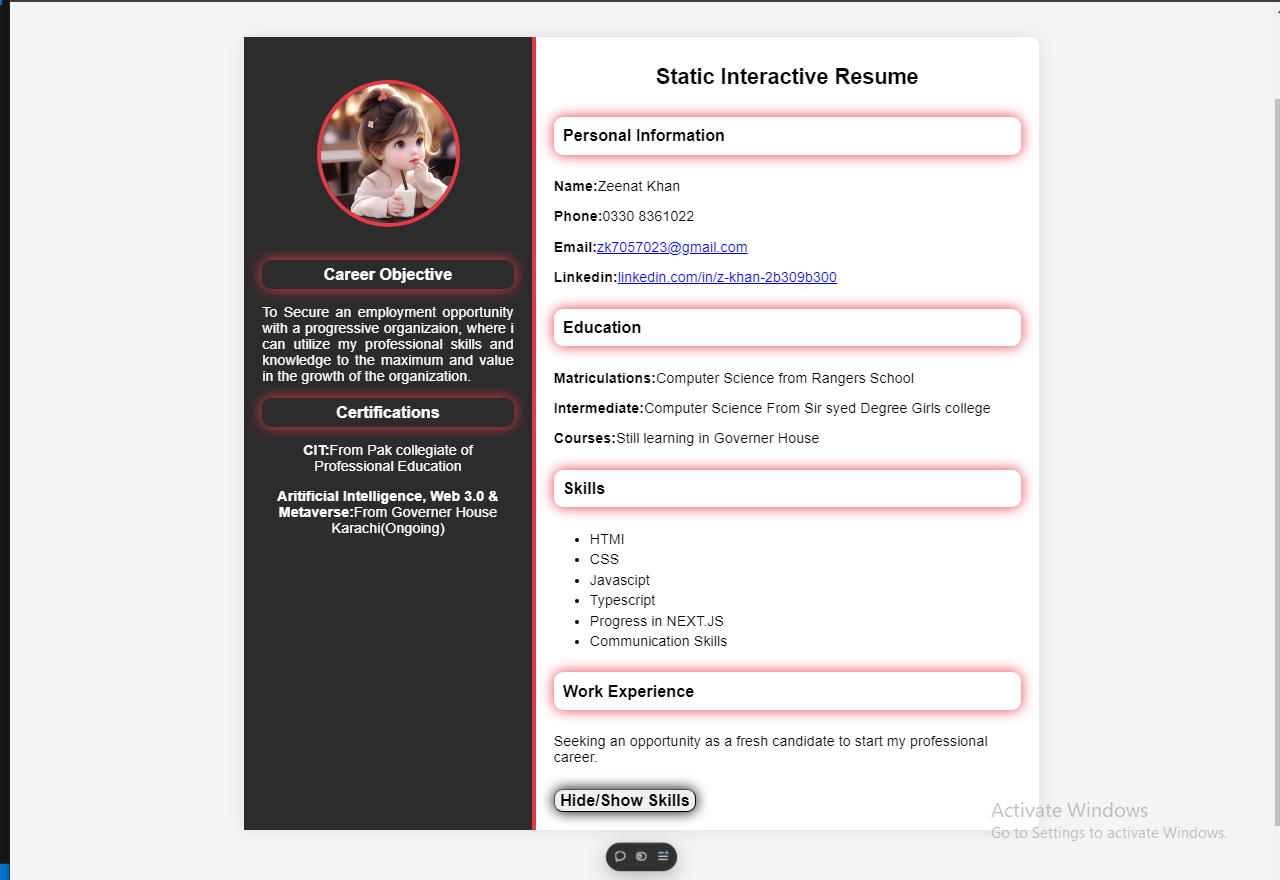 Career Objective
To Secure an employment opportunity
with a progressive organizaion, where i
can utilize my professional skills and
knowledge to the maximum and value
in the growth of the organization.
Certifications
CIT:From Pak collegiate of
Professional Education
Aritificial Intelligence, Web 3.0 &
Metaverse:From Governer House
Karachi(Ongoing)
Static Interactive Resume
Personal Information
Name:Zeenat Khan
Phone:0330 8361022
Email:zk7057023@gmail.com
Linkedin:linkedin.com/in/z-khan-2b309b300
Education
Matriculations:Computer Science from Rangers School
Intermediate:Computer Science From Sir syed Degree Girls college
Courses:Still learning in Governer House
Skills
HTMl
CSS
Javascipt
Typescript
Progress in NEXT.JS
Communication Skills
Work Experience
Seeking an opportunity as a fresh candidate to start my professional
career.
Hide/Show Skills
Activate Windows
Go to Settings to activate Windows.